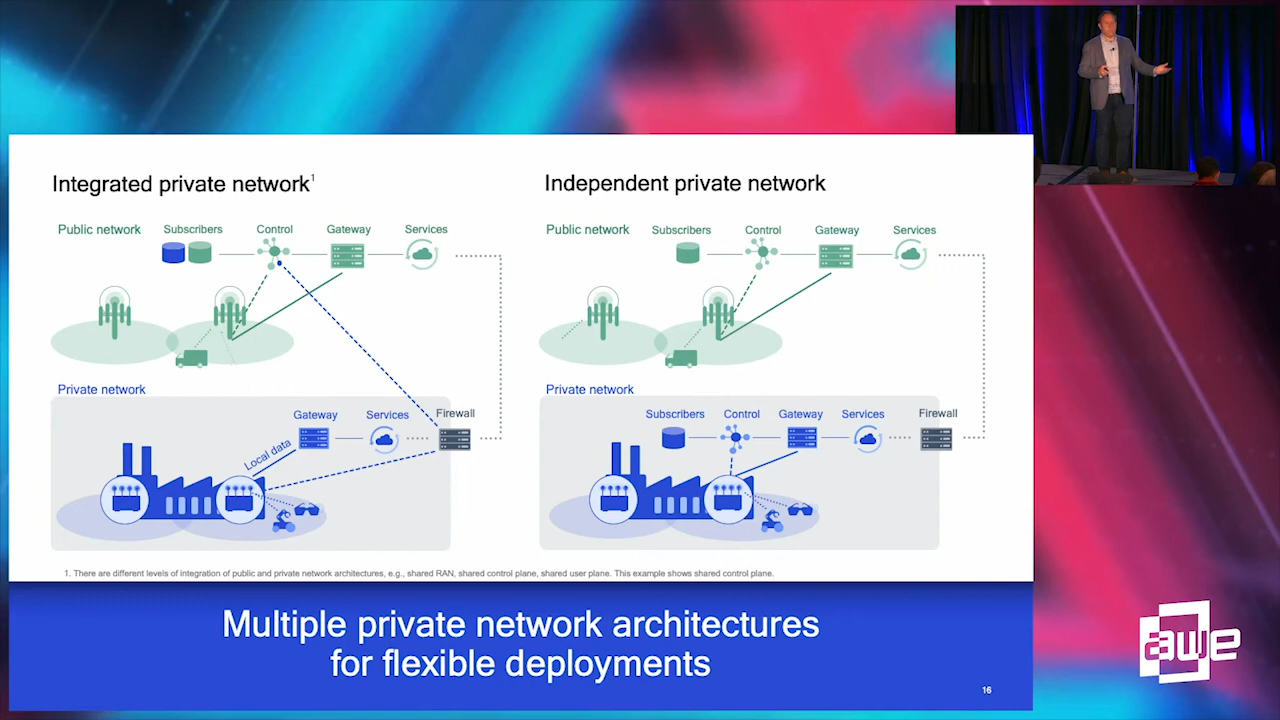 Integrated private network¹
Public network
Subscribers
Control
Gateway
Services
Private network
Gateway
Services
Firewall
Local data
Independent private network
Public network
Subscribers
Control
Gateway
Services
Private network
Subscribers
Control
Gateway
Services
Firewall
1. There are different levels of integration of public and private network architectures, e.g., shared RAN, shared control plane, shared user plane. This example shows shared control plane.
Multiple private network architectures
for flexible deployments
16
awe